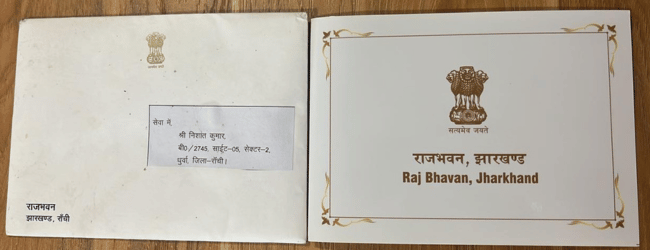 सेवा में,
श्री निशांत कुमार,
बी0/2745, साईट-05, सेक्टर-2,
धुर्वा, जिला-राँची।
राजभवन
झारखण्ड, राँची
सत्यमेव जयते
राजभवन, झारखण्ड
Raj Bhavan, Jharkhand